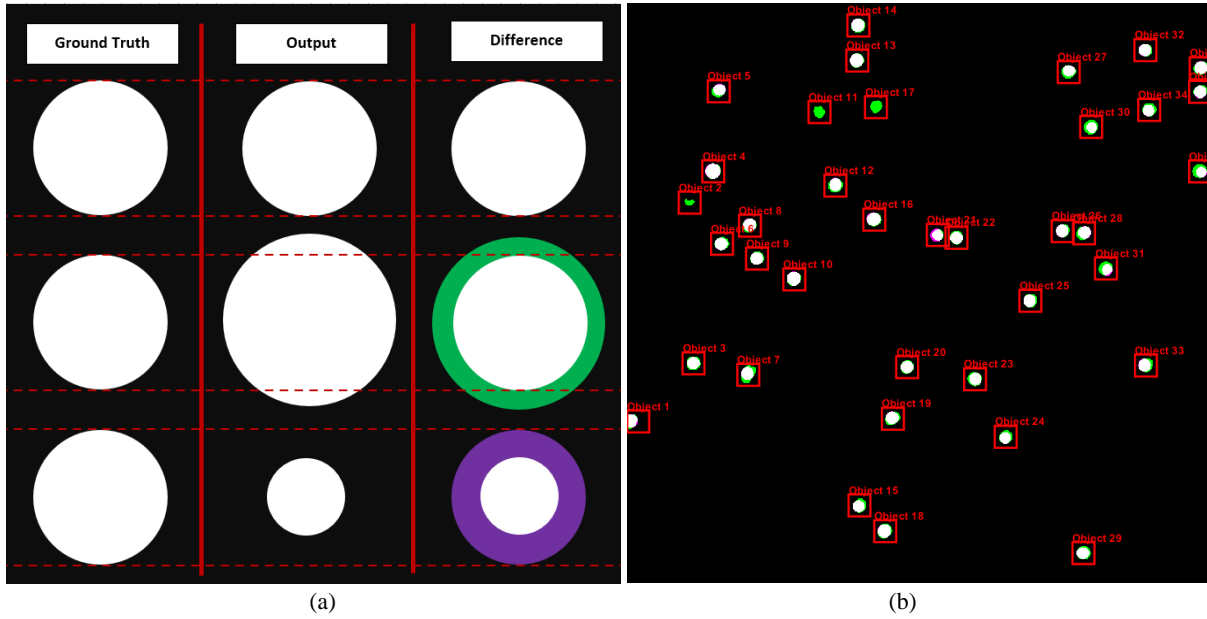 Ground Truth
Output
Difference
Object 14
Object 32
Object 13
Object 27
Object 5
Object 11
Object 17
Object 34
Object 30
Object 4
Object 12
Object 2
Object 8
Object 16
Object 6
Object 21
Object 22
Object 28
Object 9
Object 31
Object 10
Object 25
Object 3
Object 7
Object 20
Object 33
Object 23
Object 1
Object 19
Object 24
Object 15
Object 18
Object 29
(a)
(b)